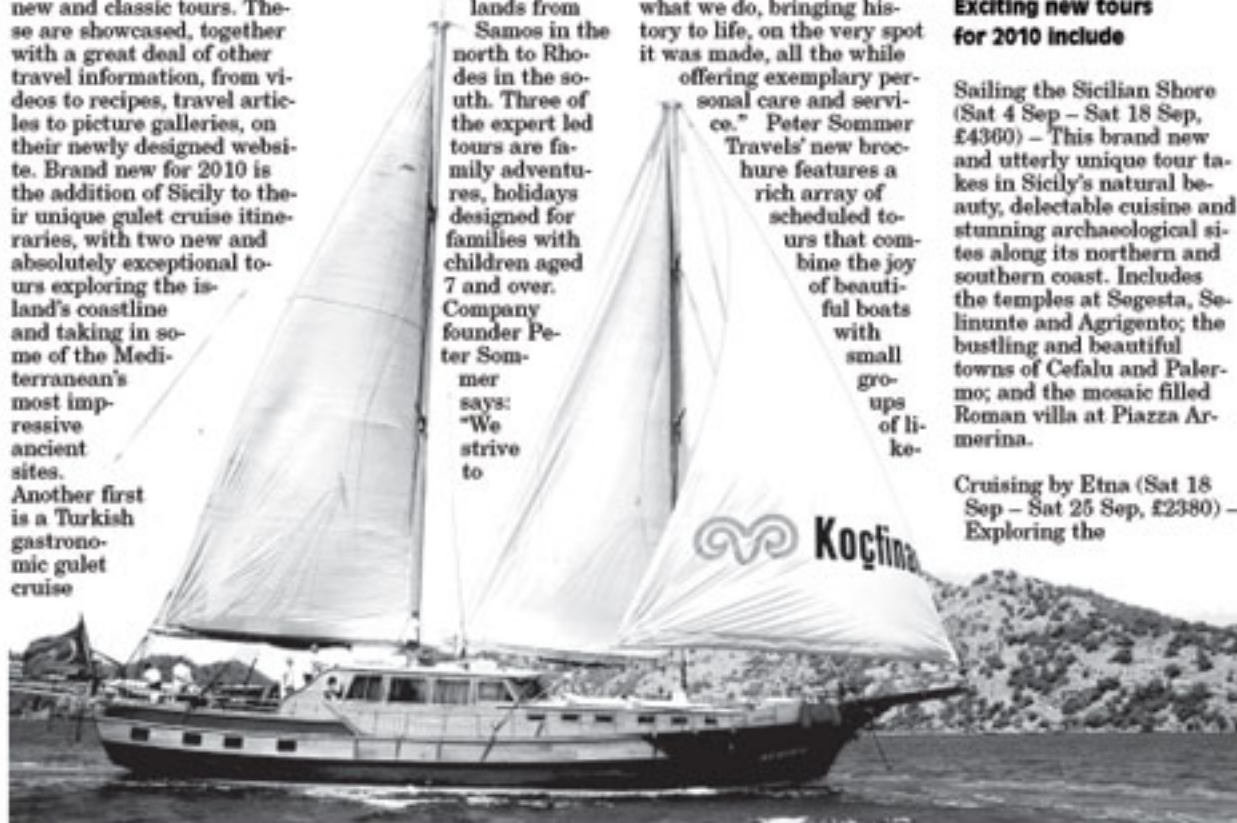 new and classic tours. The-
se are showcased, together
with a great deal of other
travel information, from vi-
deos to recipes, travel artic-
les to picture galleries, on
their newly designed websi-
te. Brand new for 2010 is
the addition of Sicily to the-
ir unique gulet cruise itine-
raries, with two new and
absolutely exceptional to-
urs exploring the is-
land's coastline
and taking in so-
me of the Medi-
terranean's
most imp-
ressive
ancient
sites.
Another first
is a Turkish
gastrono-
mic gulet
cruise
lands from
Samos in the
north to Rho-
des in the so-
uth. Three of
the expert led
tours are fa-
mily adventu-
res, holidays
designed for
families with
children aged
7 and over.
Company
founder Pe-
ter Som-
mer
says:
"We
strive
to
what we do, bringing his-
tory to life, on the very spot
it was made, all the while
offering exemplary per-
sonal care and servi-
ce." Peter Sommer
Travels' new broc-
hure features a
rich array of
scheduled to-
urs that com-
bine the joy
of beauti-
ful boats
with
small
gro-
ups
of li-
ke-
Exciting new tours
for 2010 include
Sailing the Sicilian Shore
(Sat 4 Sep – Sat 18 Sep,
£4360) – This brand new
and utterly unique tour ta-
kes in Sicily's natural be-
auty, delectable cuisine and
stunning archaeological si-
tes along its northern and
southern coast. Includes
the temples at Segesta, Se-
linunte and Agrigento; the
bustling and beautiful
towns of Cefalu and Paler-
mo; and the mosaic filled
Roman villa at Piazza Ar-
merina.
Cruising by Etna (Sat 18
Sep – Sat 25 Sep, £2380) –
Exploring the
Koçfina